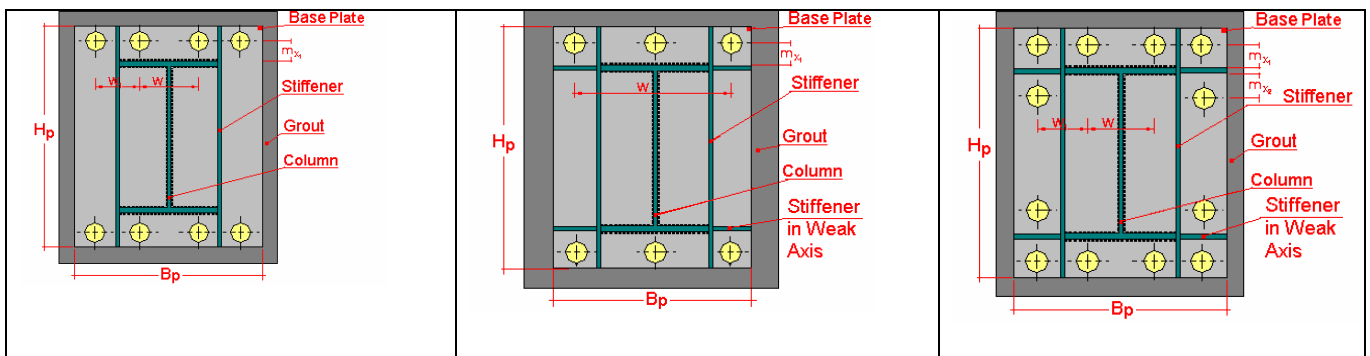 Base Plate
mx1
w1
w
Stiffener
Hp
Grout
Column
Bp
Base Plate
mx1
w
Stiffener
Hp
Grout
Column
Stiffener
in Weak
Axis
Bp
Base Plate
mx1
mx2
Stiffener
w
w
Hp
Grout
Column
Stiffener
in Weak
Axis
Bp